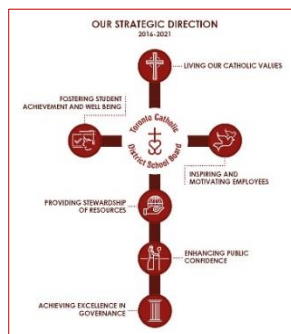 OUR STRATEGIC DIRECTION
2016-2021
LIVING OUR CATHOLIC VALUES
FOSTERING STUDENT
ACHIEVEMENT AND WELL BEING
Toronto Catholic
District School Board
INSPIRING AND
MOTIVATING EMPLOYEES
PROVIDING STEWARDSHIP
OF RESOURCES
ENHANCING PUBLIC
CONFIDENCE
ACHIEVING EXCELLENCE IN
GOVERNANCE